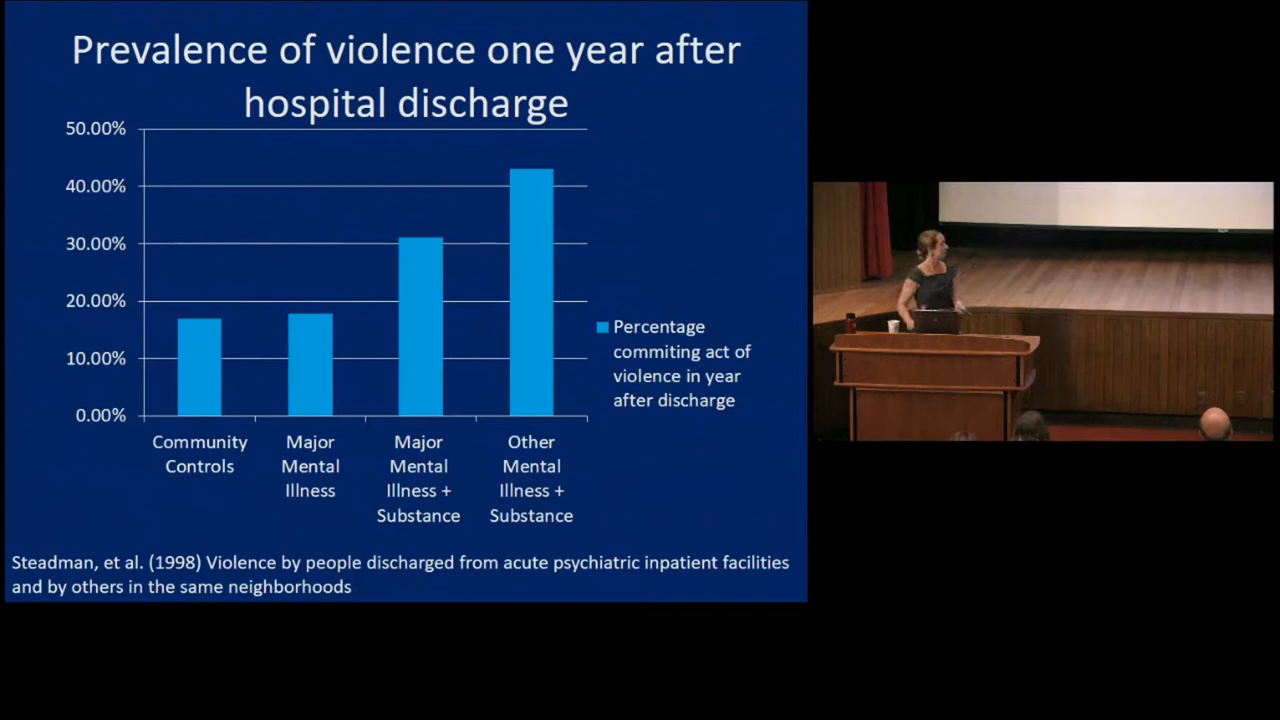 Prevalence of violence one year after
hospital discharge
50.00%
40.00%
30.00%
20.00%
10.00%
0.00%
Community
Controls
Major
Mental
Illness
Major
Mental
Illness +
Substance
Other
Mental
Illness +
Substance
Percentage
commiting act of
violence in year
after discharge
Steadman, et al. (1998) Violence by people discharged from acute psychiatric inpatient facilities
and by others in the same neighborhoods